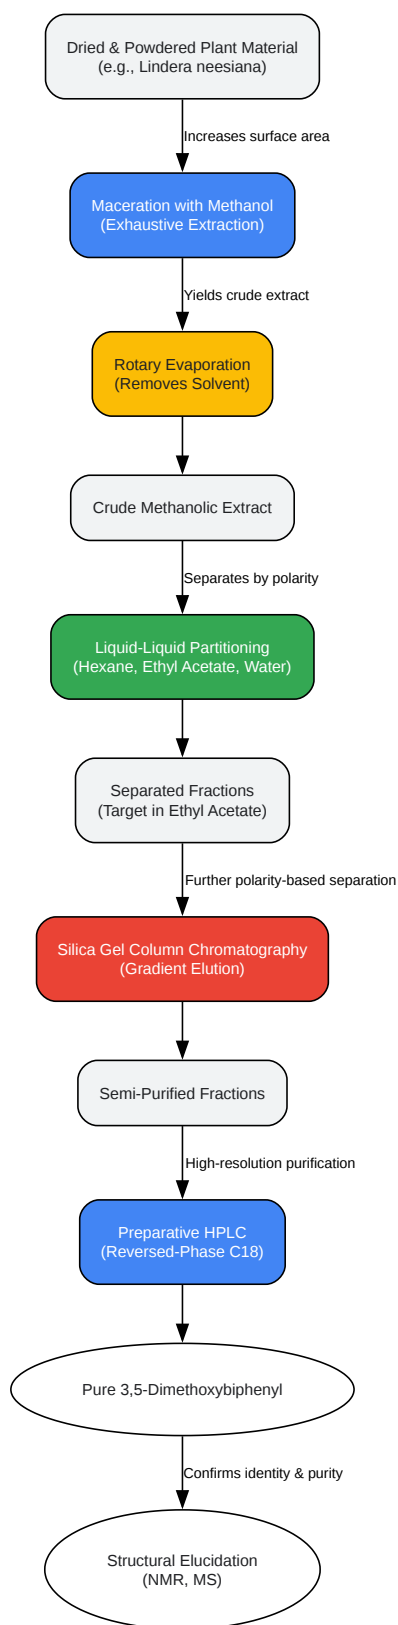 Dried & Powdered Plant Material
(e.g., Lindera neesiana)
Increases surface area
Maceration with Methanol
(Exhaustive Extraction)
Yields crude extract
Rotary Evaporation
(Removes Solvent)
Crude Methanolic Extract
Separates by polarity
Liquid-Liquid Partitioning
(Hexane, Ethyl Acetate, Water)
Separated Fractions
(Target in Ethyl Acetate)
Further polarity-based separation
Silica Gel Column Chromatography
(Gradient Elution)
Semi-Purified Fractions
High-resolution purification
Preparative HPLC
(Reversed-Phase C18)
Pure 3,5-Dimethoxybiphenyl
Confirms identity & purity
Structural Elucidation
(NMR, MS)